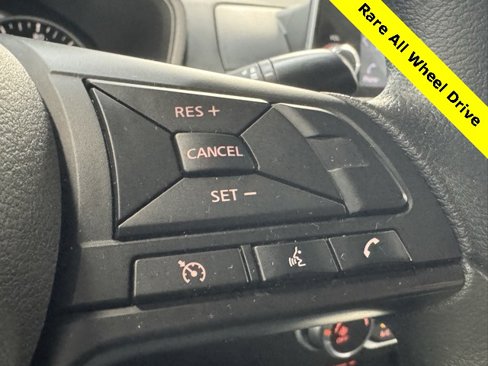 Rare All Wheel Drive
RES +
CANCEL
SET −